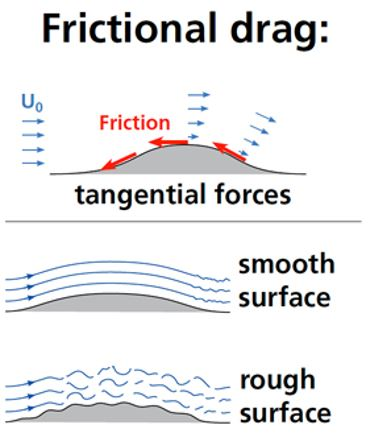 Frictional drag:
U₀
Friction
tangential forces
smooth
surface
rough
surface